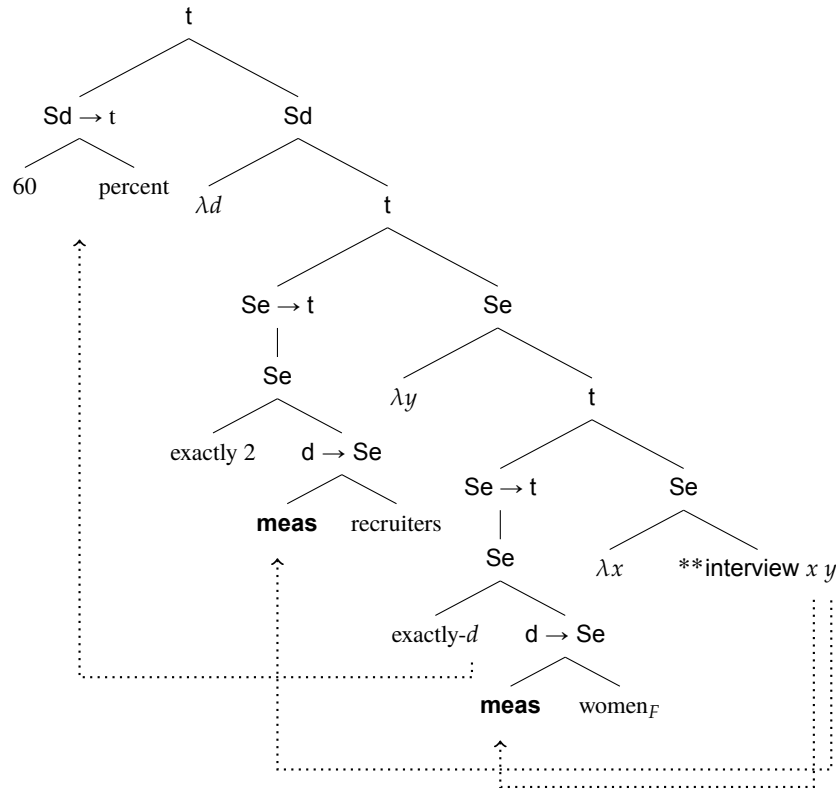 t
Sd → t Sd
60 percent λd t
Se → t Se
Se λy t
exactly 2 d → Se Se → t Se
meas recruiters Se λx **interview x y
exactly-d d → Se
meas women_F